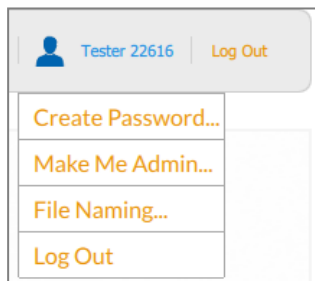 Tester 22616 Log Out
Create Password...
Make Me Admin...
File Naming...
Log Out